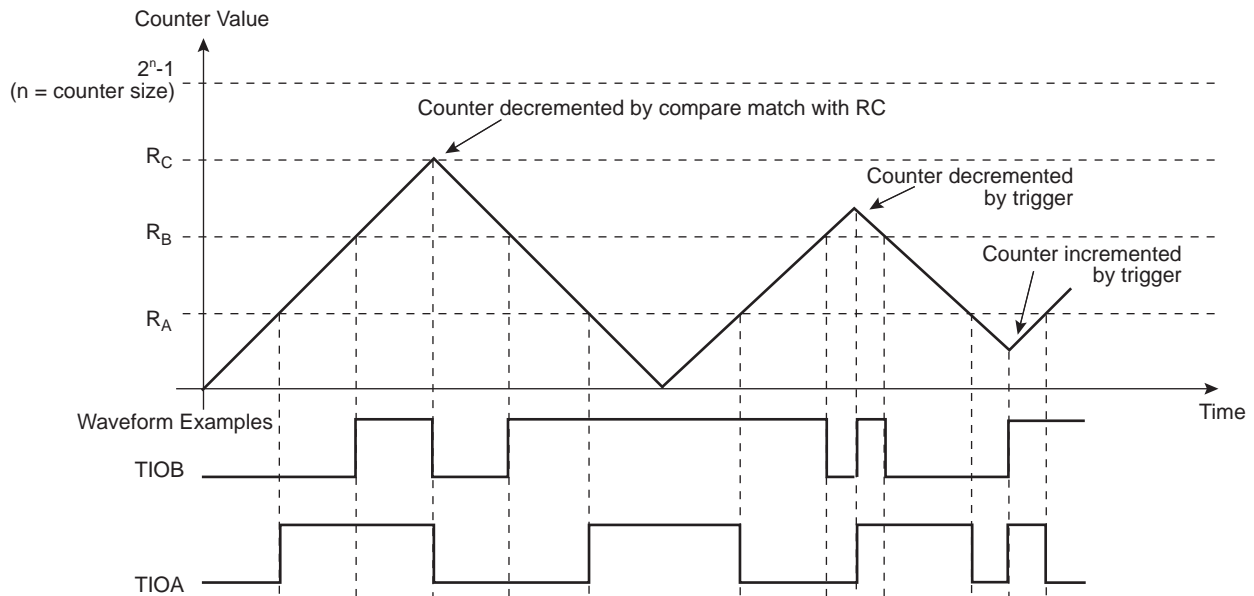 Counter Value
2ⁿ-1
(n = counter size)
Counter decremented by compare match with RC
R_C
Counter decremented
by trigger
R_B
Counter incremented
by trigger
R_A
Time
Waveform Examples
TIOB
TIOA